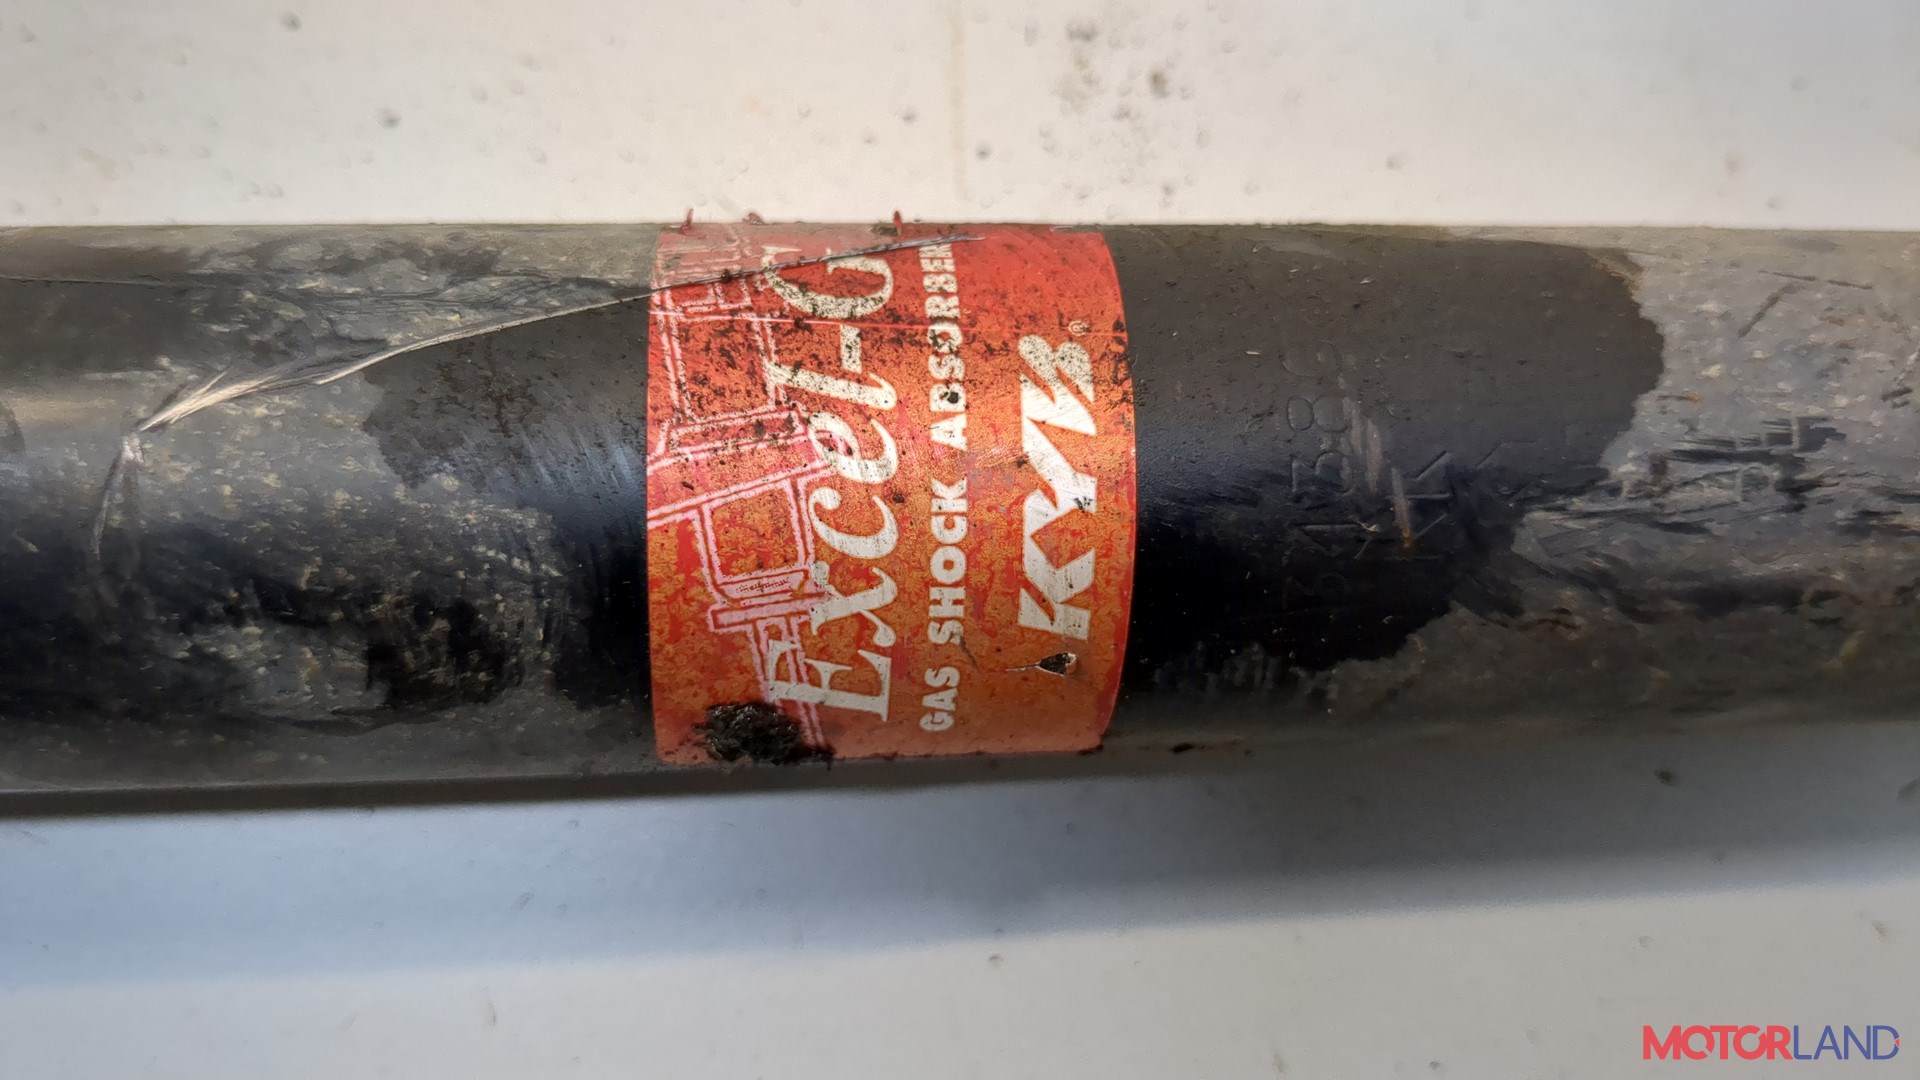 Excel-G
GAS SHOCK ABSORBER
KYB®
MOTORLAND